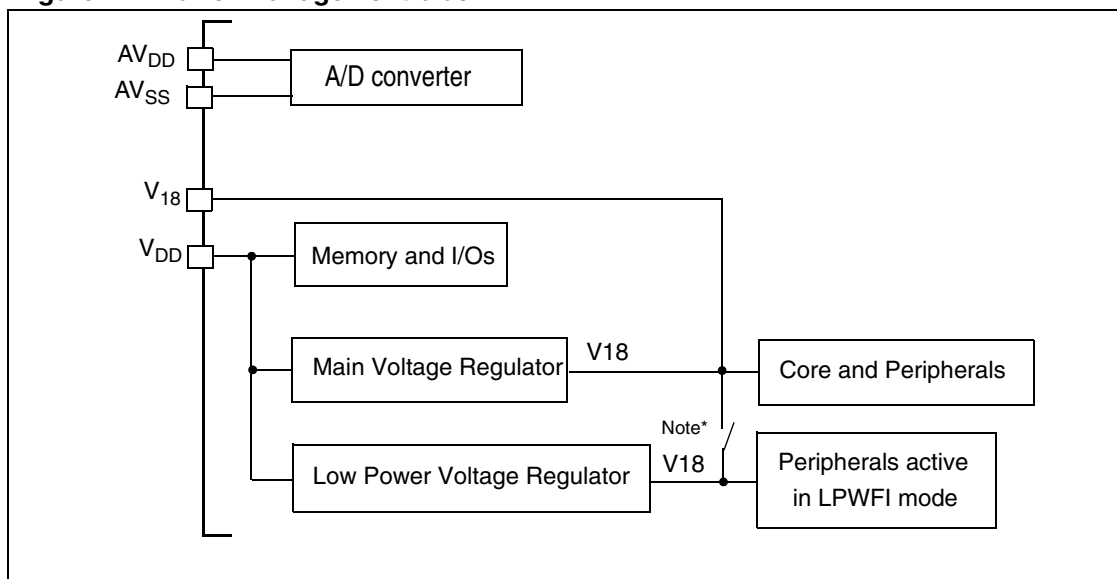 AVDD
A/D converter
AVSS
V18
VDD
Memory and I/Os
V18
Main Voltage Regulator
Core and Peripherals
Note*
V18
Low Power Voltage Regulator
Peripherals active
in LPWFI mode